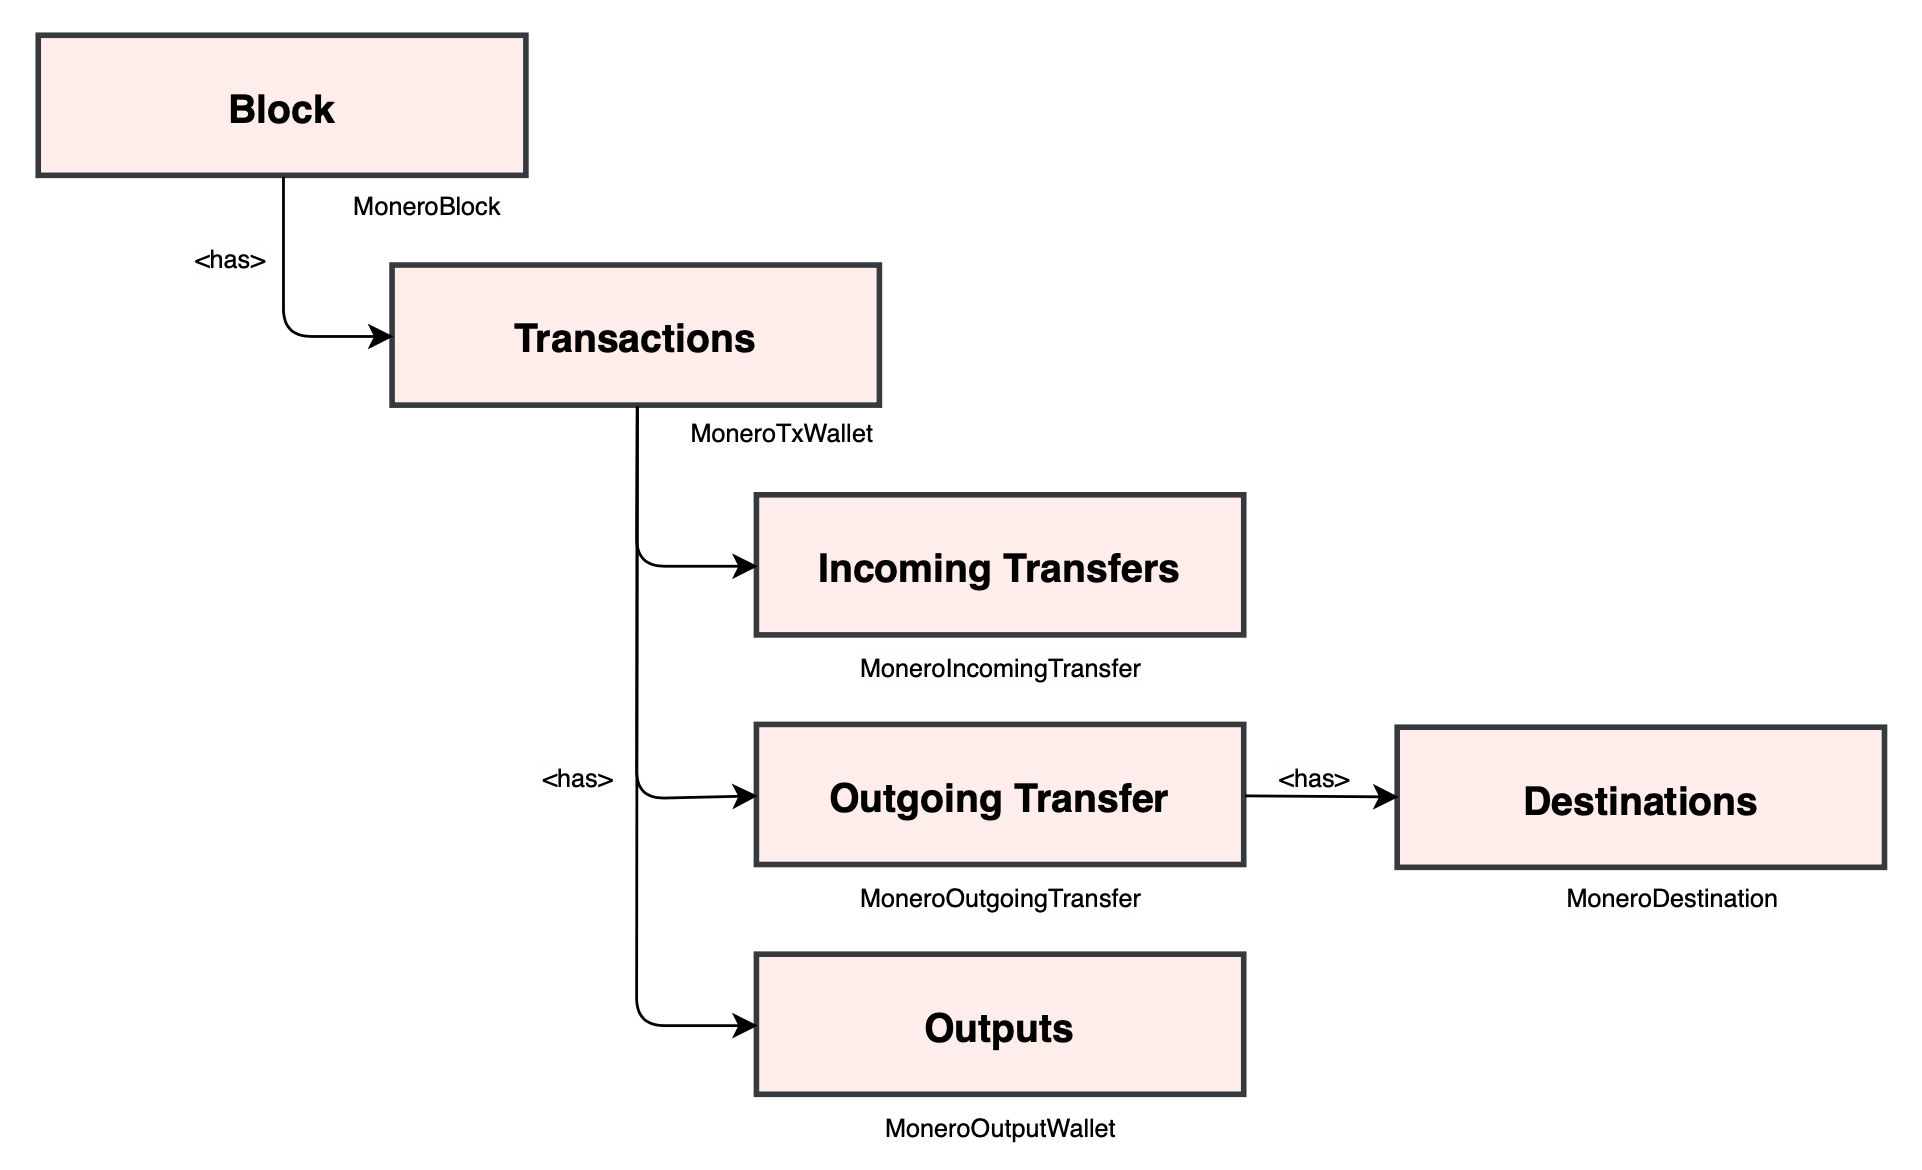 Block
MoneroBlock
<has>
Transactions
MoneroTxWallet
Incoming Transfers
MoneroIncomingTransfer
<has>
Outgoing Transfer
MoneroOutgoingTransfer
<has>
Destinations
MoneroDestination
Outputs
MoneroOutputWallet